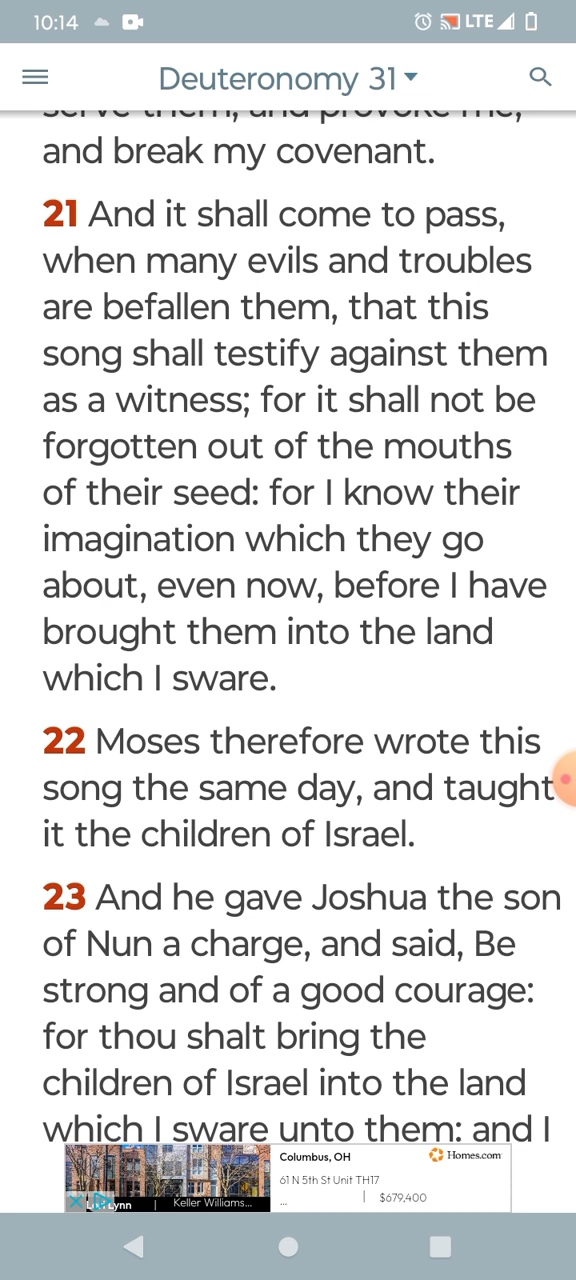 10:14
LTE
Deuteronomy 31
serve them, and provoke me,
and break my covenant.
21 And it shall come to pass,
when many evils and troubles
are befallen them, that this
song shall testify against them
as a witness; for it shall not be
forgotten out of the mouths
of their seed: for I know their
imagination which they go
about, even now, before I have
brought them into the land
which I sware.
22 Moses therefore wrote this
song the same day, and taught
it the children of Israel.
23 And he gave Joshua the son
of Nun a charge, and said, Be
strong and of a good courage:
for thou shalt bring the
children of Israel into the land
which I sware unto them: and I
Columbus, OH
Homes.com
61 N 5th St Unit TH17
... | $679,400
Lynn | Keller Williams...